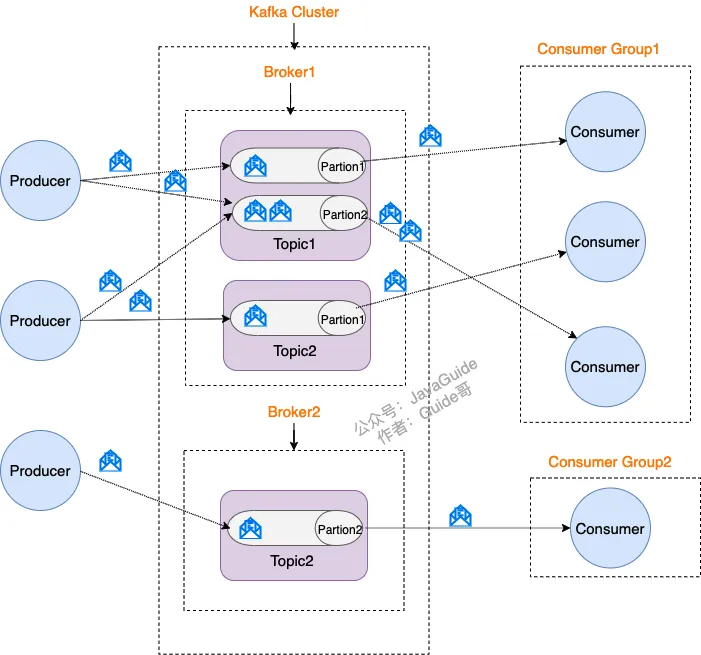 Kafka Cluster
Consumer Group1
Broker1
Consumer
Partion1
Producer
Partion2
Topic1
Consumer
Producer
Partion1
Topic2
Consumer
公众号：JavaGuide
作者：Guide哥
Broker2
Producer
Consumer Group2
Partion2
Consumer
Topic2